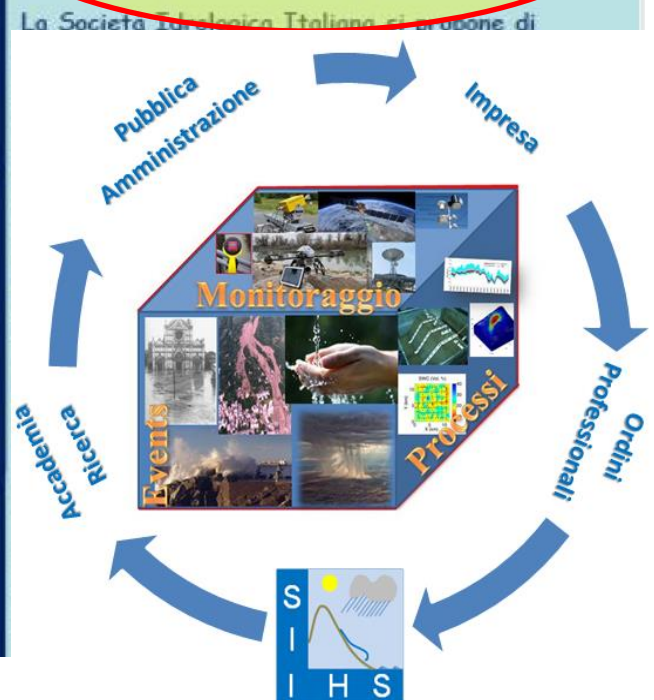 La Società Idrologica Italiana si propone di
Pubblica
Amministrazione
Impresa
Monitoraggio
Events
Processi
Accademia
Ricerca
Ordini
Professionali
S
I
I H S